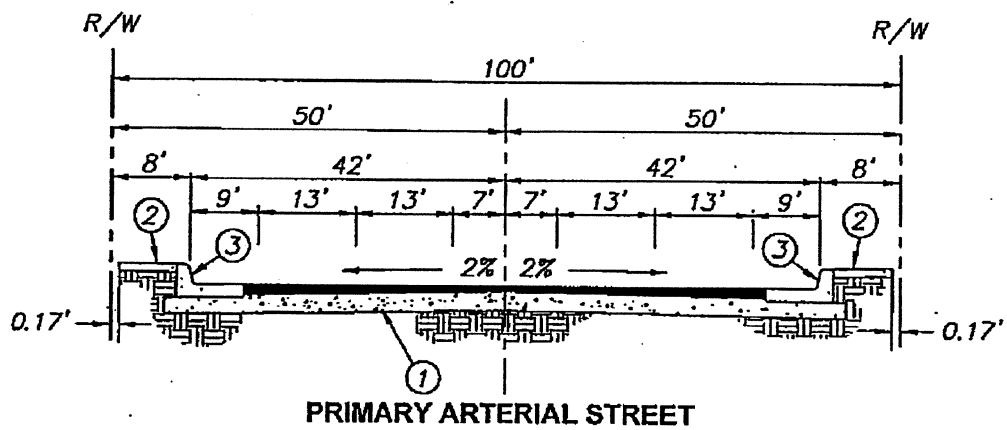 R/W R/W
100'
50' 50'
8' 42' 42' 8'
9' 13' 13' 7' 7' 13' 13' 9'
2 3 3 2
2% 2%
0.17' 0.17'
1
PRIMARY ARTERIAL STREET